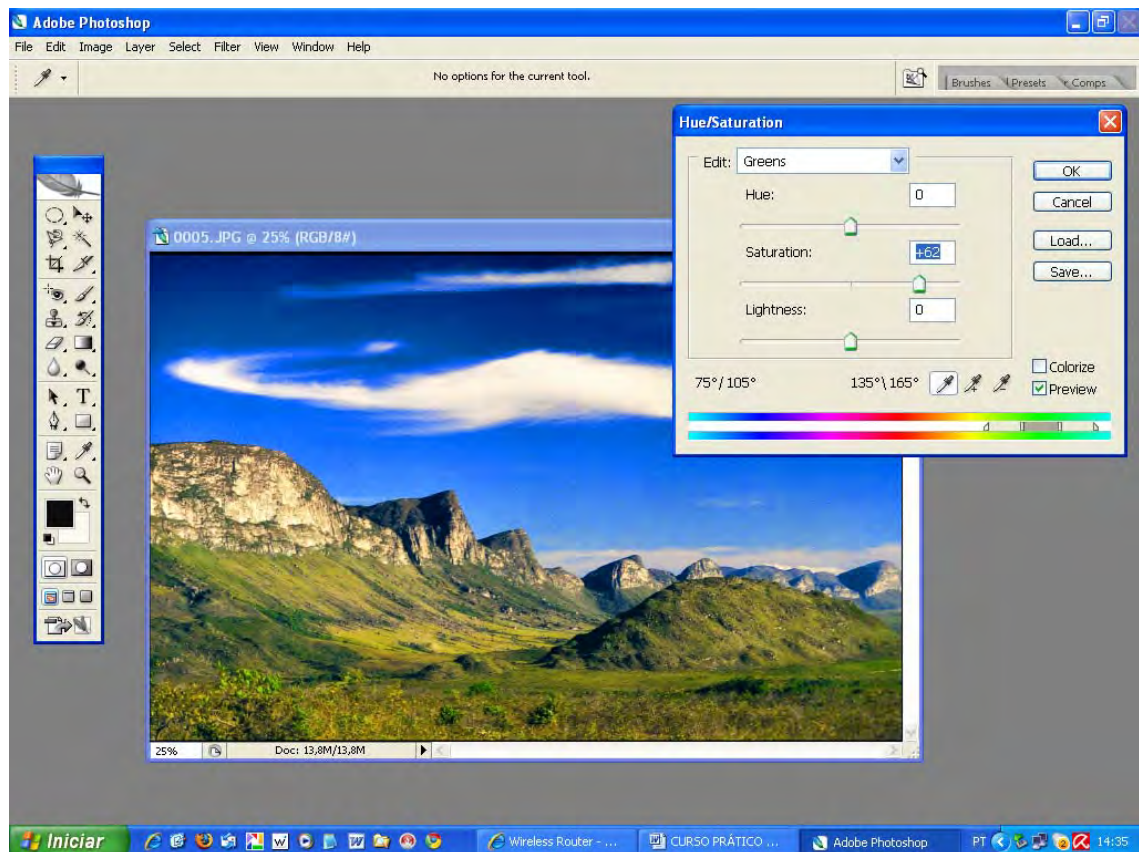 Adobe Photoshop
File Edit Image Layer Select Filter View Window Help
No options for the current tool.
Brushes Presets Comps
Hue/Saturation
Edit: Greens
OK
Hue: 0
Cancel
Saturation: +62
Load...
Save...
Lightness: 0
Colorize
75°/105° 135°\165°
Preview
0005.JPG @ 25% (RGB/8#)
T
25% Doc: 13,8M/13,8M
Iniciar Wireless Router - ... CURSO PRÁTICO ... Adobe Photoshop PT 14:35